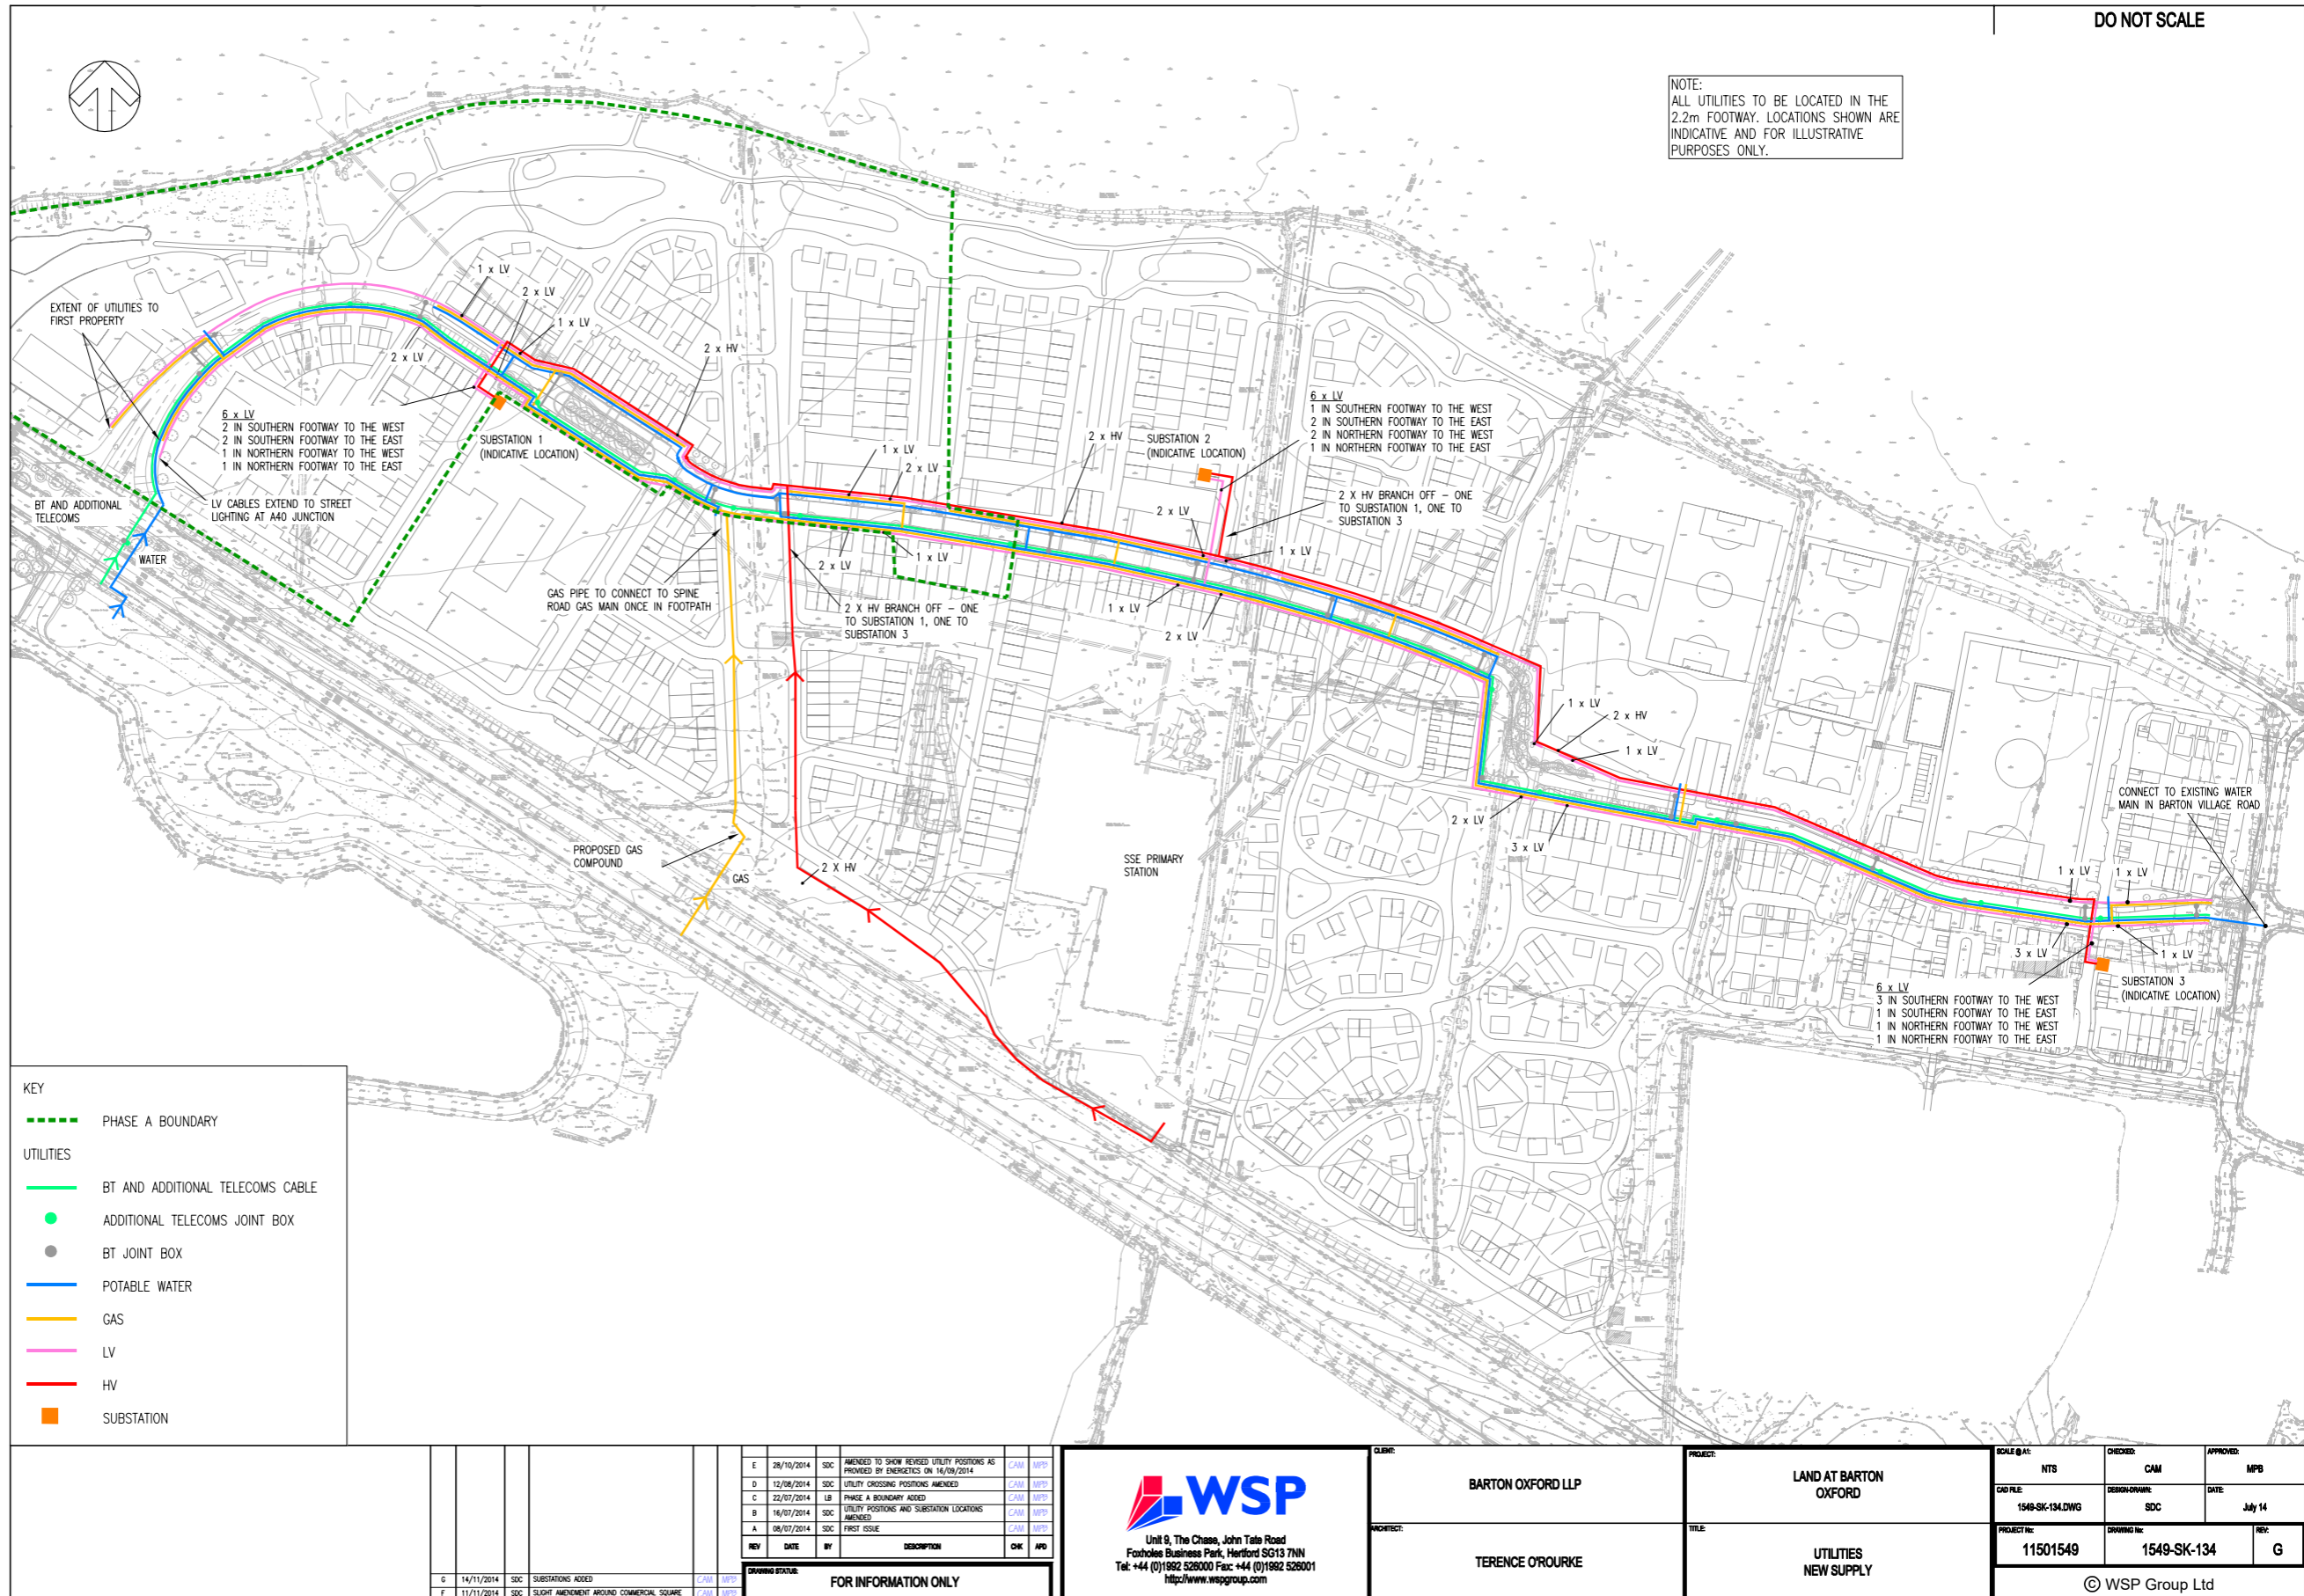 DO NOT SCALE
NOTE:
ALL UTILITIES TO BE LOCATED IN THE
2.2m FOOTWAY. LOCATIONS SHOWN ARE
INDICATIVE AND FOR ILLUSTRATIVE
PURPOSES ONLY.
1 x LV
2 x LV
1 x LV
EXTENT OF UTILITIES TO
FIRST PROPERTY
2 x LV
2 x HV
6 x LV
2 IN SOUTHERN FOOTWAY TO THE WEST
2 IN SOUTHERN FOOTWAY TO THE EAST
1 IN NORTHERN FOOTWAY TO THE WEST
1 IN NORTHERN FOOTWAY TO THE EAST
SUBSTATION 1
(INDICATIVE LOCATION)
6 x LV
1 IN SOUTHERN FOOTWAY TO THE WEST
2 IN SOUTHERN FOOTWAY TO THE EAST
2 IN NORTHERN FOOTWAY TO THE WEST
1 IN NORTHERN FOOTWAY TO THE EAST
2 x HV
SUBSTATION 2
(INDICATIVE LOCATION)
1 x LV
2 x LV
LV CABLES EXTEND TO STREET
LIGHTING AT A40 JUNCTION
BT AND ADDITIONAL
TELECOMS
WATER
2 X HV BRANCH OFF - ONE
TO SUBSTATION 1, ONE TO
SUBSTATION 3
2 x LV
1 x LV
1 x LV
2 x LV
GAS PIPE TO CONNECT TO SPINE
ROAD GAS MAIN ONCE IN FOOTPATH
2 X HV BRANCH OFF - ONE
TO SUBSTATION 1, ONE TO
SUBSTATION 3
1 x LV
2 x LV
1 x LV
2 x HV
1 x LV
CONNECT TO EXISTING WATER
MAIN IN BARTON VILLAGE ROAD
2 x LV
3 x LV
PROPOSED GAS
COMPOUND
GAS
2 X HV
SSE PRIMARY
STATION
1 x LV
1 x LV
3 x LV
1 x LV
SUBSTATION 3
(INDICATIVE LOCATION)
6 x LV
3 IN SOUTHERN FOOTWAY TO THE WEST
1 IN SOUTHERN FOOTWAY TO THE EAST
1 IN NORTHERN FOOTWAY TO THE WEST
1 IN NORTHERN FOOTWAY TO THE EAST
KEY
PHASE A BOUNDARY
UTILITIES
BT AND ADDITIONAL TELECOMS CABLE
ADDITIONAL TELECOMS JOINT BOX
BT JOINT BOX
POTABLE WATER
GAS
LV
HV
SUBSTATION
G 14/11/2014 SDC SUBSTATIONS ADDED CAM MPB
F 11/11/2014 SDC SLIGHT AMENDMENT AROUND COMMERCIAL SQUARE CAM MPB
E 28/10/2014 SDC AMENDED TO SHOW REVISED UTILITY POSITIONS AS PROVIDED BY ENERGETICS ON 16/09/2014 CAM MPB
D 12/08/2014 SDC UTILITY CROSSING POSITIONS AMENDED CAM MPB
C 22/07/2014 LB PHASE A BOUNDARY ADDED CAM MPB
B 16/07/2014 SDC UTILITY POSITIONS AND SUBSTATION LOCATIONS AMENDED CAM MPB
A 08/07/2014 SDC FIRST ISSUE CAM MPB
REV DATE BY DESCRIPTION CHK APD
DRAWING STATUS:
FOR INFORMATION ONLY
WSP
Unit 9, The Chase, John Tate Road
Foxholes Business Park, Hertford SG13 7NN
Tel: +44 (0)1992 526000 Fax: +44 (0)1992 526001
http://www.wspgroup.com
CLIENT:
BARTON OXFORD LLP
ARCHITECT:
TERENCE O'ROURKE
PROJECT:
LAND AT BARTON
OXFORD
TITLE:
UTILITIES
NEW SUPPLY
SCALE @ A1: CHECKED: APPROVED:
NTS CAM MPB
CAD FILE: DESIGN-DRAWN: DATE:
1549-SK-134.DWG SDC July 14
PROJECT No: DRAWING No: REV:
11501549 1549-SK-134 G
© WSP Group Ltd